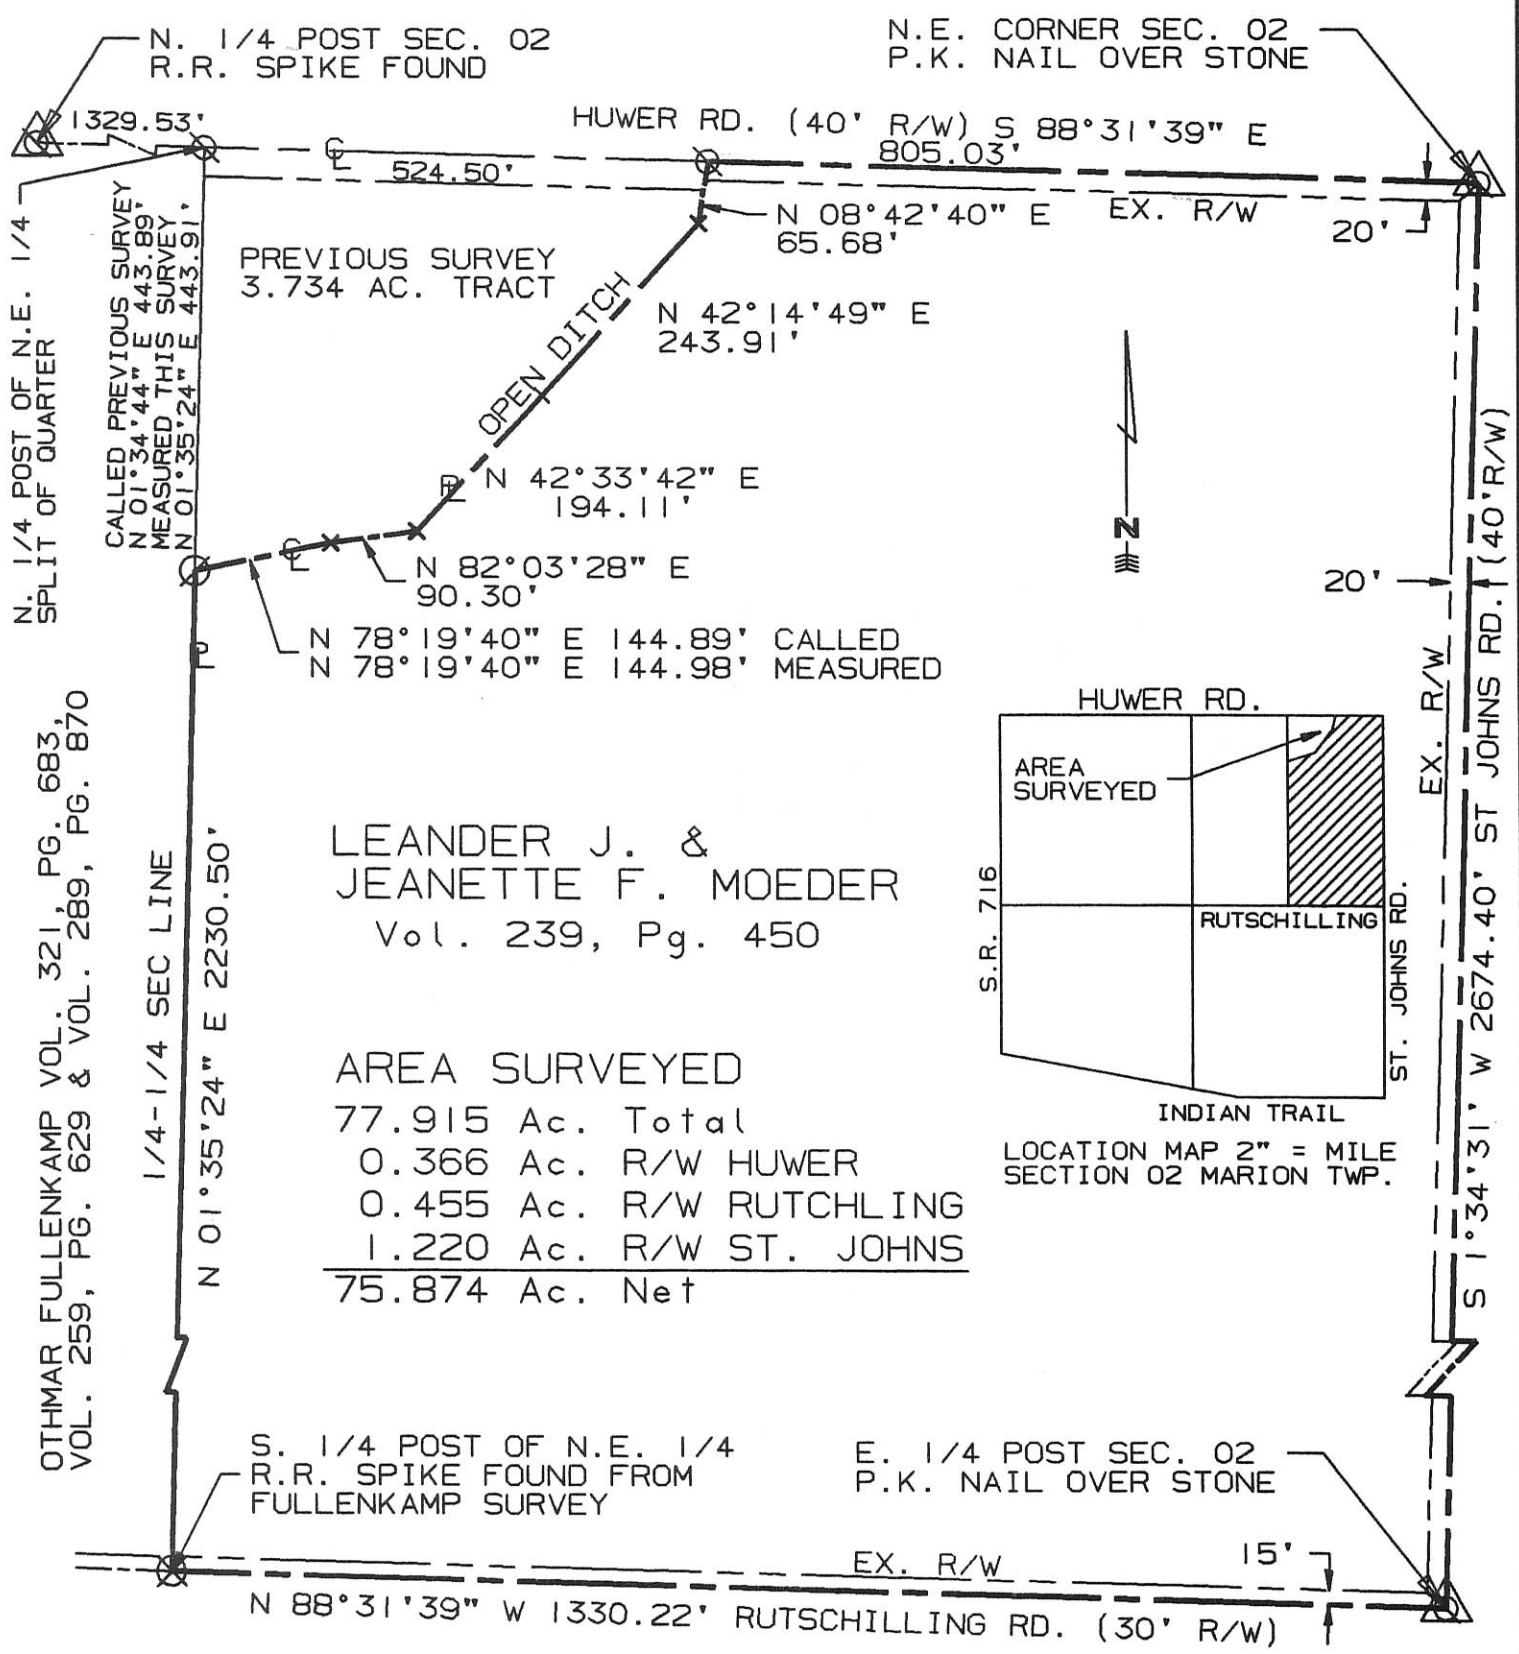 N. 1/4 POST SEC. 02
R.R. SPIKE FOUND
N.E. CORNER SEC. 02
P.K. NAIL OVER STONE
1329.53'
HUWER RD. (40' R/W) S 88°31'39" E
805.03'
524.50'
EX. R/W
20'
N 08°42'40" E
65.68'
PREVIOUS SURVEY
3.734 AC. TRACT
N. 1/4 POST OF N.E. 1/4
SPLIT OF QUARTER
CALLED PREVIOUS SURVEY
N 01°34'44" E 443.89'
MEASURED THIS SURVEY
N 01°35'24" E 443.91'
OPEN DITCH
N 42°14'49" E
243.91'
N 42°33'42" E
194.11'
N 82°03'28" E
90.30'
N 78°19'40" E 144.89' CALLED
N 78°19'40" E 144.98' MEASURED
N
20'
EX. R/W
S 1°34'31" W 2674.40' ST JOHNS RD. (40'R/W)
HUWER RD.
AREA
SURVEYED
S.R. 716
RUTSCHILLING
ST. JOHNS RD.
INDIAN TRAIL
LOCATION MAP 2" = MILE
SECTION 02 MARION TWP.
OTHMAR FULLENKAMP VOL. 321, PG. 683,
VOL. 259, PG. 629 & VOL. 289, PG. 870
1/4-1/4 SEC LINE
N 01°35'24" E 2230.50'
LEANDER J. &
JEANETTE F. MOEDER
Vol. 239, Pg. 450
AREA SURVEYED
77.915 Ac. Total
0.366 Ac. R/W HUWER
0.455 Ac. R/W RUTCHLING
1.220 Ac. R/W ST. JOHNS
75.874 Ac. Net
S. 1/4 POST OF N.E. 1/4
R.R. SPIKE FOUND FROM
FULLENKAMP SURVEY
E. 1/4 POST SEC. 02
P.K. NAIL OVER STONE
EX. R/W
15'
N 88°31'39" W 1330.22' RUTSCHILLING RD. (30' R/W)